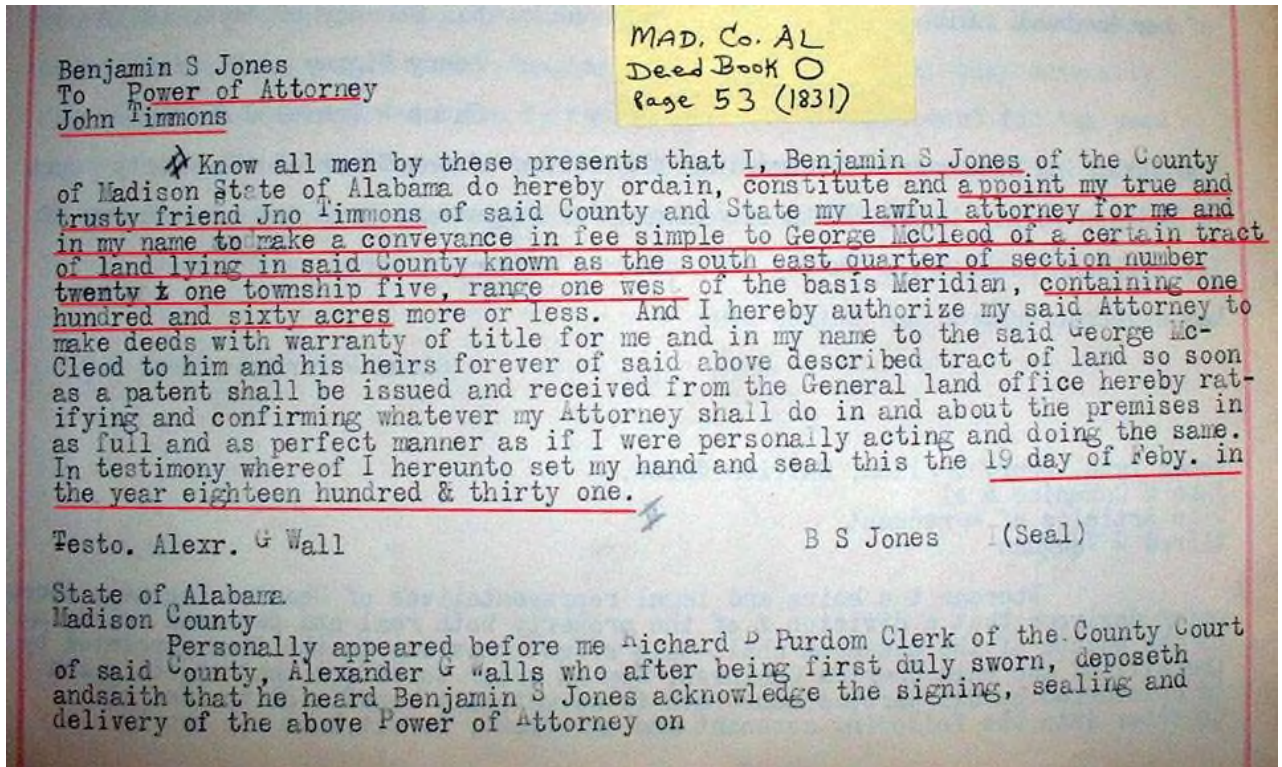 MAD. Co. AL
Deed Book O
Page 53 (1831)
Benjamin S Jones
To Power of Attorney
John Timmons
Know all men by these presents that I, Benjamin S Jones of the County
of Madison State of Alabama do hereby ordain, constitute and appoint my true and
trusty friend Jno Timmons of said County and State my lawful attorney for me and
in my name to make a conveyance in fee simple to George McCleod of a certain tract
of land lying in said County known as the south east quarter of section number
twenty t one township five, range one west of the basis Meridian, containing one
hundred and sixty acres more or less. And I hereby authorize my said Attorney to
make deeds with warranty of title for me and in my name to the said George Mc-
Cleod to him and his heirs forever of said above described tract of land so soon
as a patent shall be issued and received from the General land office hereby rat-
ifying and confirming whatever my Attorney shall do in and about the premises in
as full and as perfect manner as if I were personally acting and doing the same.
In testimony whereof I hereunto set my hand and seal this the 19 day of Feby. in
the year eighteen hundred & thirty one.
Testo. Alexr. G Wall B S Jones (Seal)
State of Alabama
Madison County
Personally appeared before me Richard B Purdom Clerk of the County Court
of said County, Alexander G Walls who after being first duly sworn, deposeth
andsaith that he heard Benjamin S Jones acknowledge the signing, sealing and
delivery of the above Power of Attorney on